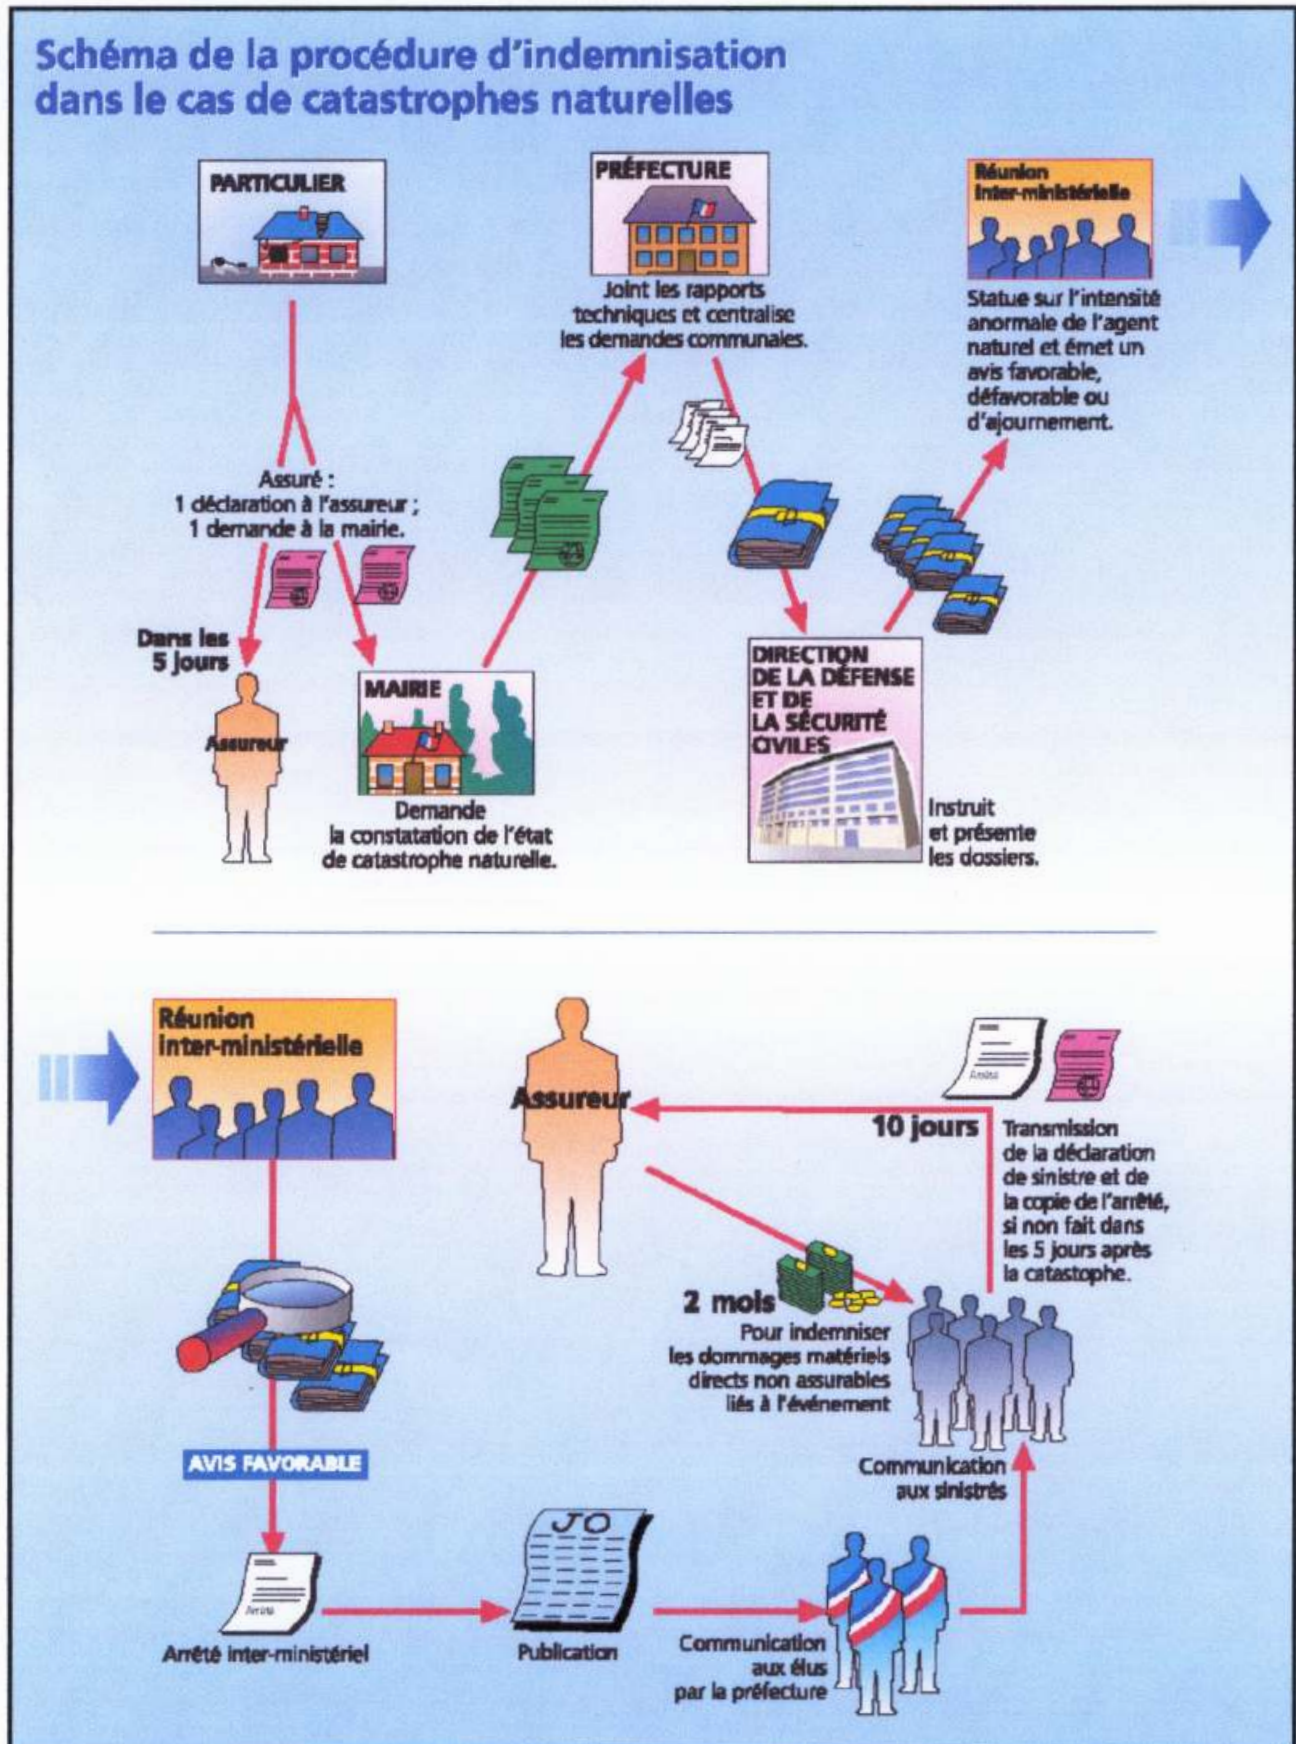 Schéma de la procédure d'indemnisation
dans le cas de catastrophes naturelles
PARTICULIER
Assuré :
1 déclaration à l'assureur ;
1 demande à la mairie.
Dans les
5 jours
Assureur
MAIRIE
Demande
la constatation de l'état
de catastrophe naturelle.
PRÉFECTURE
Joint les rapports
techniques et centralise
les demandes communales.
DIRECTION
DE LA DÉFENSE
ET DE
LA SÉCURITÉ
CIVILES
Instruit
et présente
les dossiers.
Réunion
inter-ministérielle
Statue sur l'intensité
anormale de l'agent
naturel et émet un
avis favorable,
défavorable ou
d'ajournement.
Réunion
inter-ministérielle
AVIS FAVORABLE
Arrêté inter-ministériel
JO
Publication
Communication
aux élus
par la préfecture
Communication
aux sinistrés
10 jours
Transmission
de la déclaration
de sinistre et de
la copie de l'arrêté,
si non fait dans
les 5 jours après
la catastophe.
Assureur
2 mois
Pour indemniser
les dommages matériels
directs non assurables
liés à l'événement